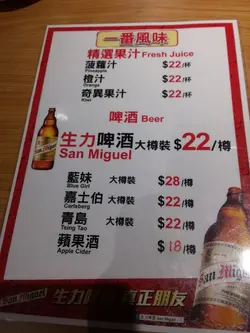 一番風味
精選果汁 Fresh Juice
菠蘿汁 $22/杯
Pineapple
橙汁 $22/杯
Orange
奇異果汁 $22/杯
Kiwi
啤酒 Beer
生力啤酒 大樽裝 $22/樽
San Miguel
藍妹 大樽裝 $28/樽
Blue Girl
嘉士伯 大樽裝 $22/樽
Carlsberg
青島 大樽裝 $22/樽
Tsing Tao
蘋果酒 $18/樽
Apple Cider
San Miguel
San Miguel 生力啤酒 真正朋友